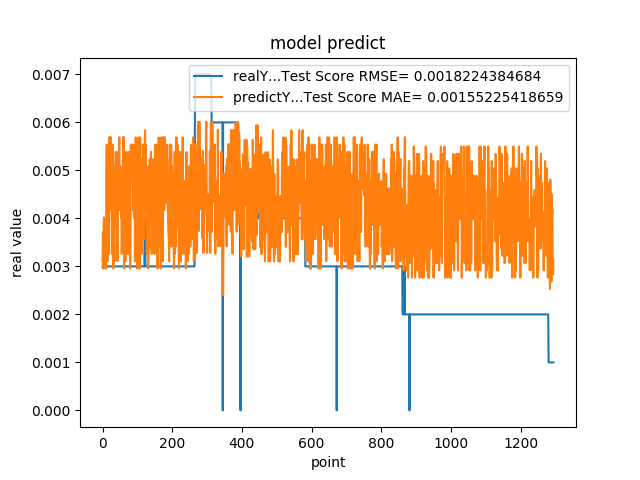 model predict
realY...Test Score RMSE= 0.0018224384684
predictY...Test Score MAE= 0.00155225418659
0.007
0.006
0.005
0.004
0.003
0.002
0.001
0.000
real value
0 200 400 600 800 1000 1200
point